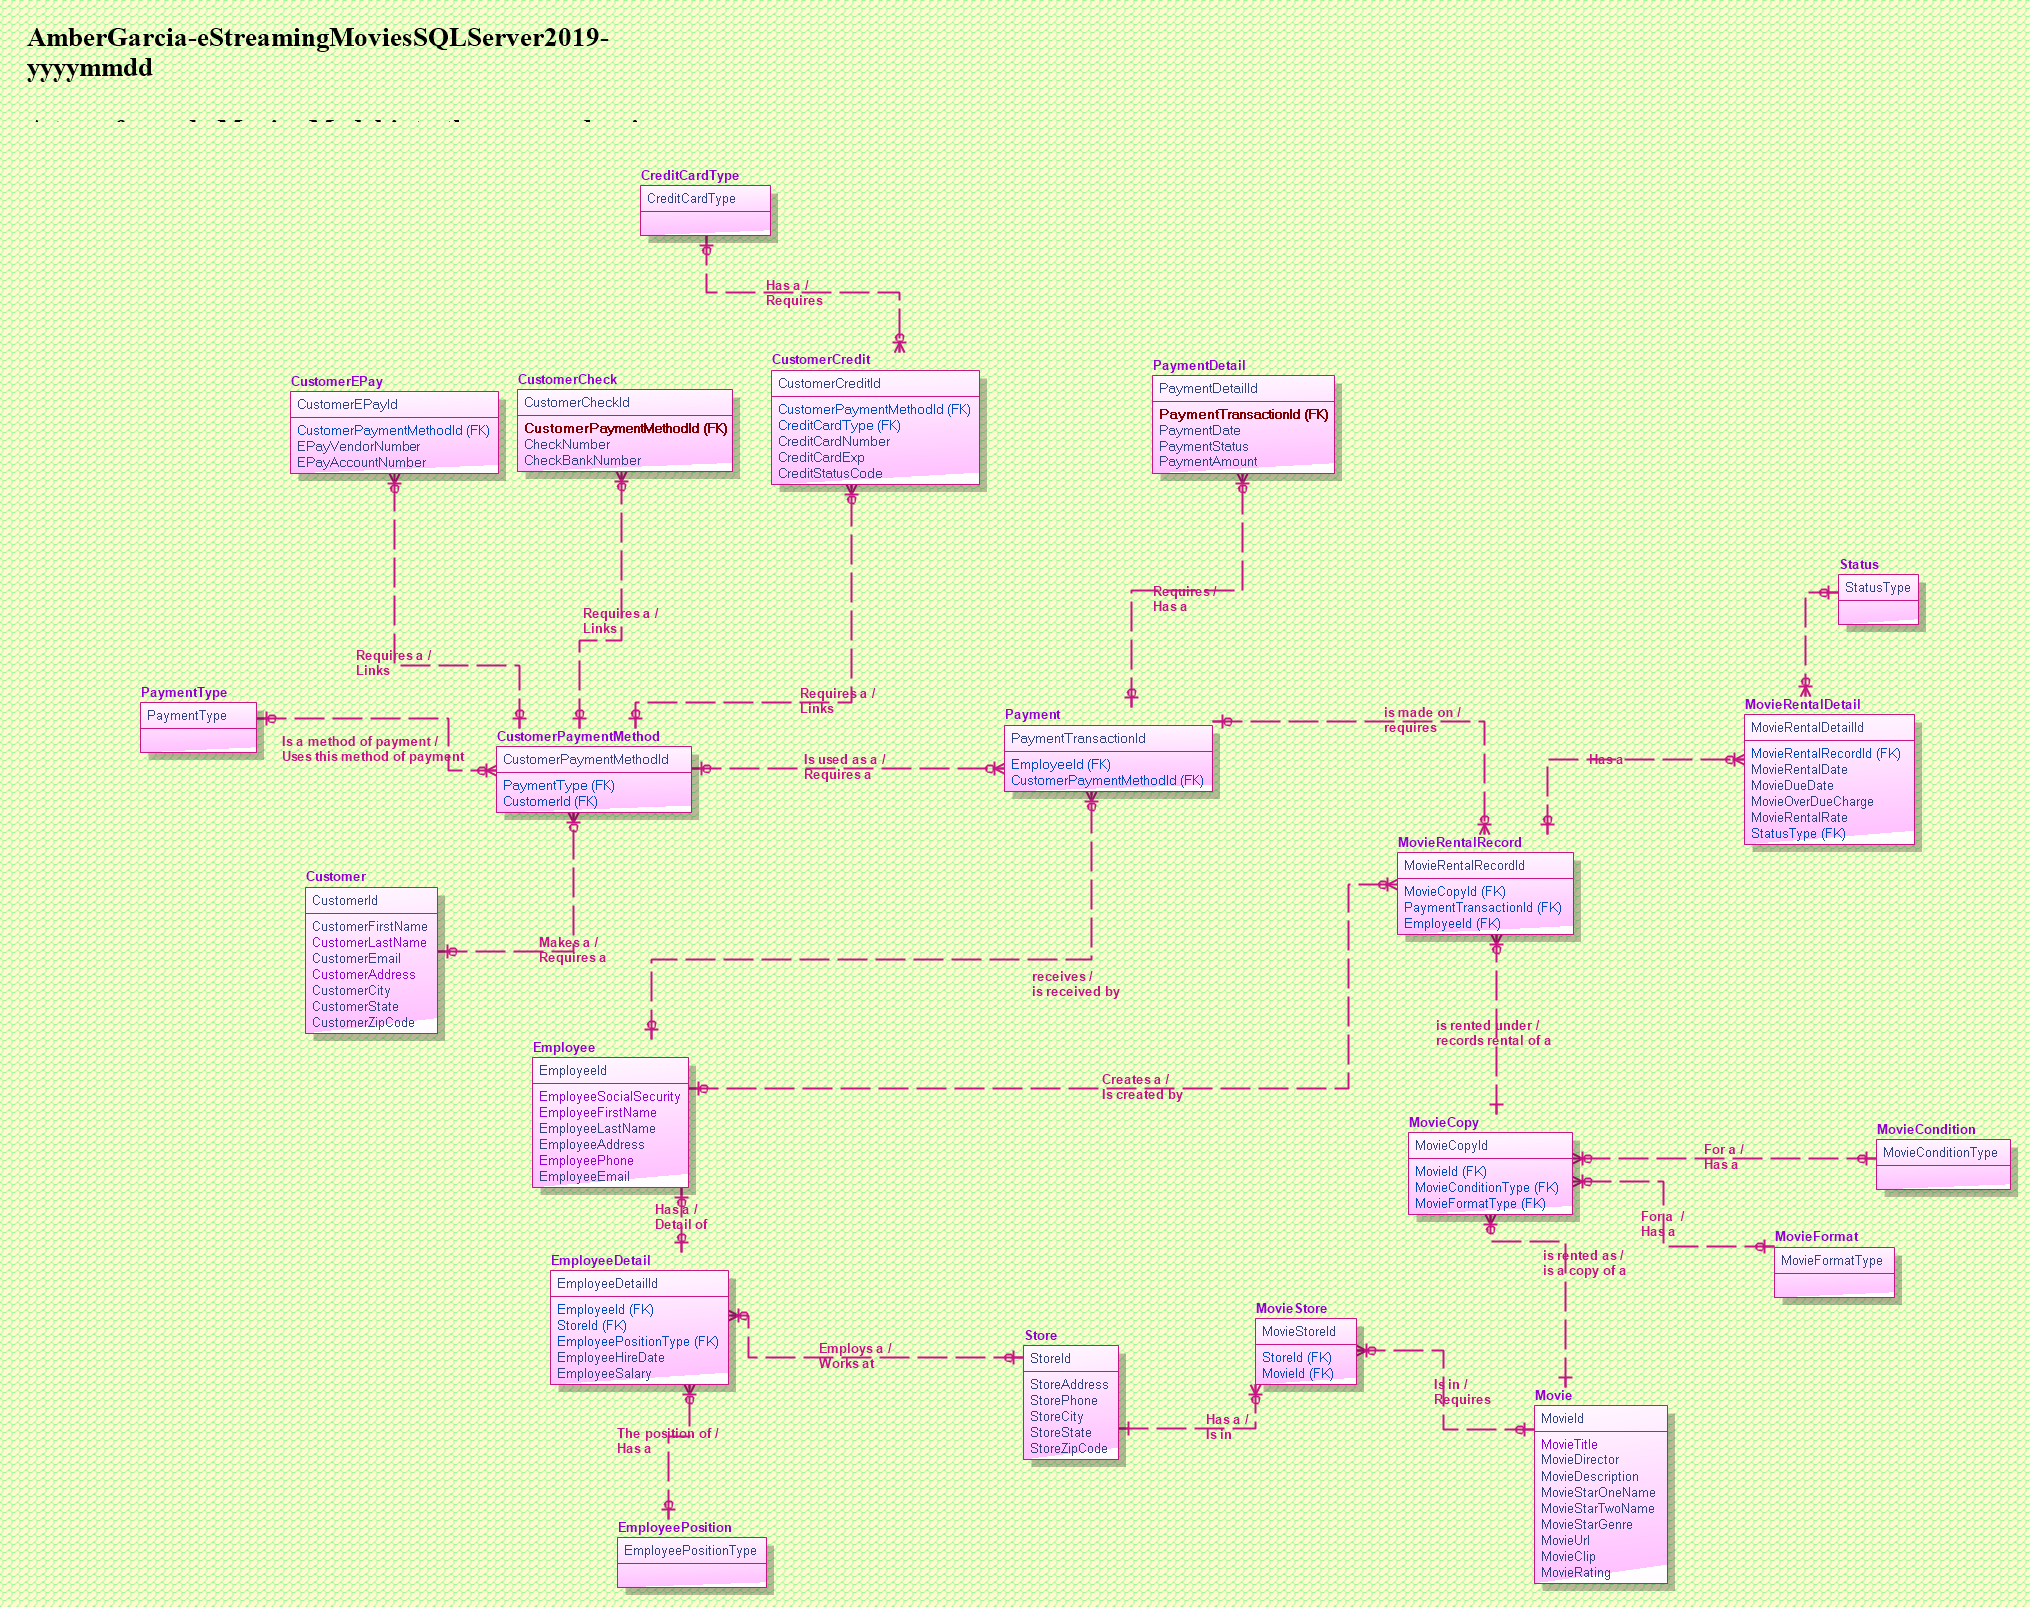 AmberGarcia-eStreamingMoviesSQLServer2019-
yyyymmdd
CreditCardType
CreditCardType
Has a /
Requires
CustomerEPay
CustomerEPayId
CustomerPaymentMethodId (FK)
EPayVendorNumber
EPayAccountNumber
CustomerCheck
CustomerCheckId
CustomerPaymentMethodId (FK)
CheckNumber
CheckBankNumber
CustomerCredit
CustomerCreditId
CustomerPaymentMethodId (FK)
CreditCardType (FK)
CreditCardNumber
CreditCardExp
CreditStatusCode
PaymentDetail
PaymentDetailId
PaymentTransactionId (FK)
PaymentDate
PaymentStatus
PaymentAmount
Requires a /
Links
Requires a /
Links
Requires a /
Links
Requires /
Has a
Status
StatusType
PaymentType
PaymentType
Is a method of payment /
Uses this method of payment
CustomerPaymentMethod
CustomerPaymentMethodId
PaymentType (FK)
CustomerId (FK)
Is used as a /
Requires a
Payment
PaymentTransactionId
EmployeeId (FK)
CustomerPaymentMethodId (FK)
is made on /
requires
Has a
MovieRentalDetail
MovieRentalDetailId
MovieRentalRecordId (FK)
MovieRentalDate
MovieDueDate
MovieOverDueCharge
MovieRentalRate
StatusType (FK)
MovieRentalRecord
MovieRentalRecordId
MovieCopyId (FK)
PaymentTransactionId (FK)
EmployeeId (FK)
Customer
CustomerId
CustomerFirstName
CustomerLastName
CustomerEmail
CustomerAddress
CustomerCity
CustomerState
CustomerZipCode
Makes a /
Requires a
receives /
is received by
is rented under /
records rental of a
Employee
EmployeeId
EmployeeSocialSecurity
EmployeeFirstName
EmployeeLastName
EmployeeAddress
EmployeePhone
EmployeeEmail
Creates a /
Is created by
MovieCopy
MovieCopyId
MovieId (FK)
MovieConditionType (FK)
MovieFormatType (FK)
For a /
Has a
MovieCondition
MovieConditionType
For a /
Has a
MovieFormat
MovieFormatType
Has a /
Detail of
EmployeeDetail
EmployeeDetailId
EmployeeId (FK)
StoreId (FK)
EmployeePositionType (FK)
EmployeeHireDate
EmployeeSalary
Employs a /
Works at
Store
StoreId
StoreAddress
StorePhone
StoreCity
StoreState
StoreZipCode
Has a /
Is in
MovieStore
MovieStoreId
StoreId (FK)
MovieId (FK)
is rented as /
is a copy of a
Is in /
Requires
Movie
MovieId
MovieTitle
MovieDirector
MovieDescription
MovieStarOneName
MovieStarTwoName
MovieStarGenre
MovieUrl
MovieClip
MovieRating
The position of /
Has a
EmployeePosition
EmployeePositionType